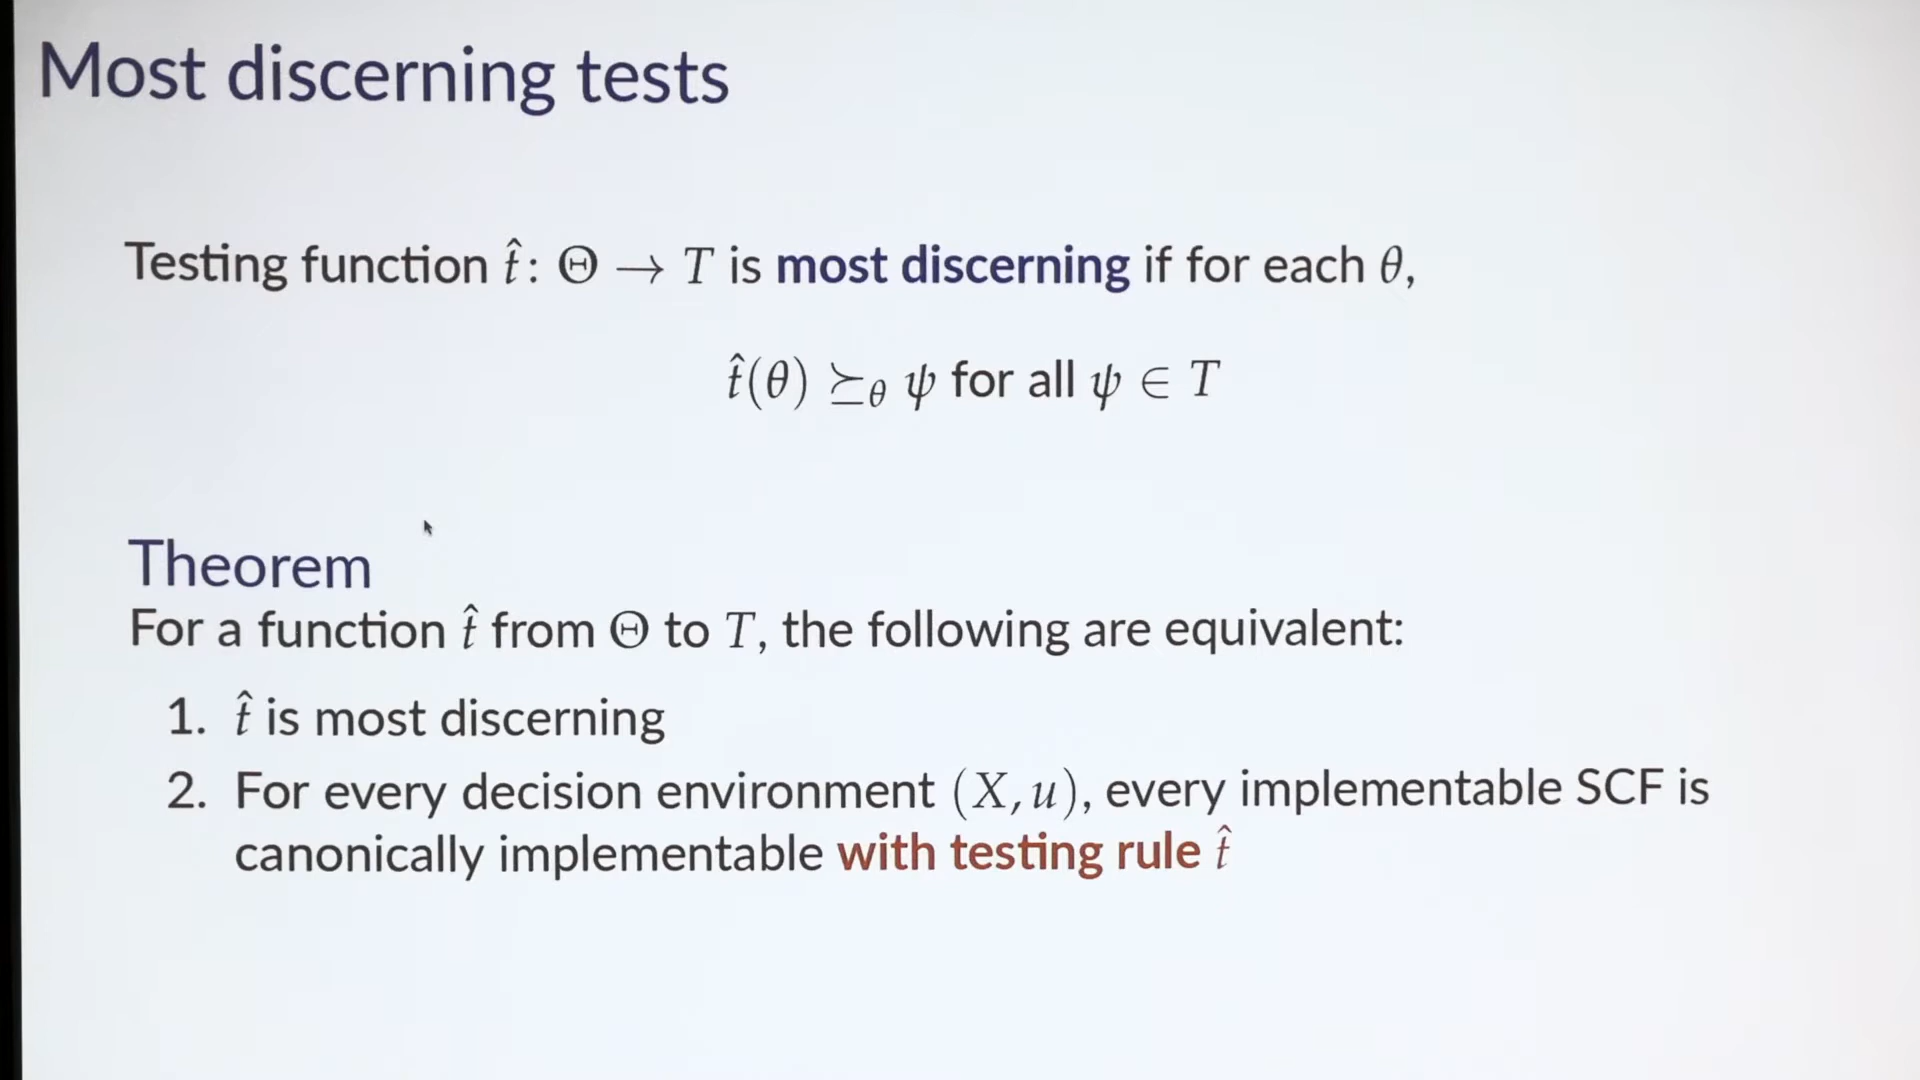 Most discerning tests
Testing function t̂: Θ → T is most discerning if for each θ,
t̂(θ) ⪰_θ ψ for all ψ ∈ T
Theorem
For a function t̂ from Θ to T, the following are equivalent:
1. t̂ is most discerning
2. For every decision environment (X, u), every implementable SCF is
canonically implementable with testing rule t̂